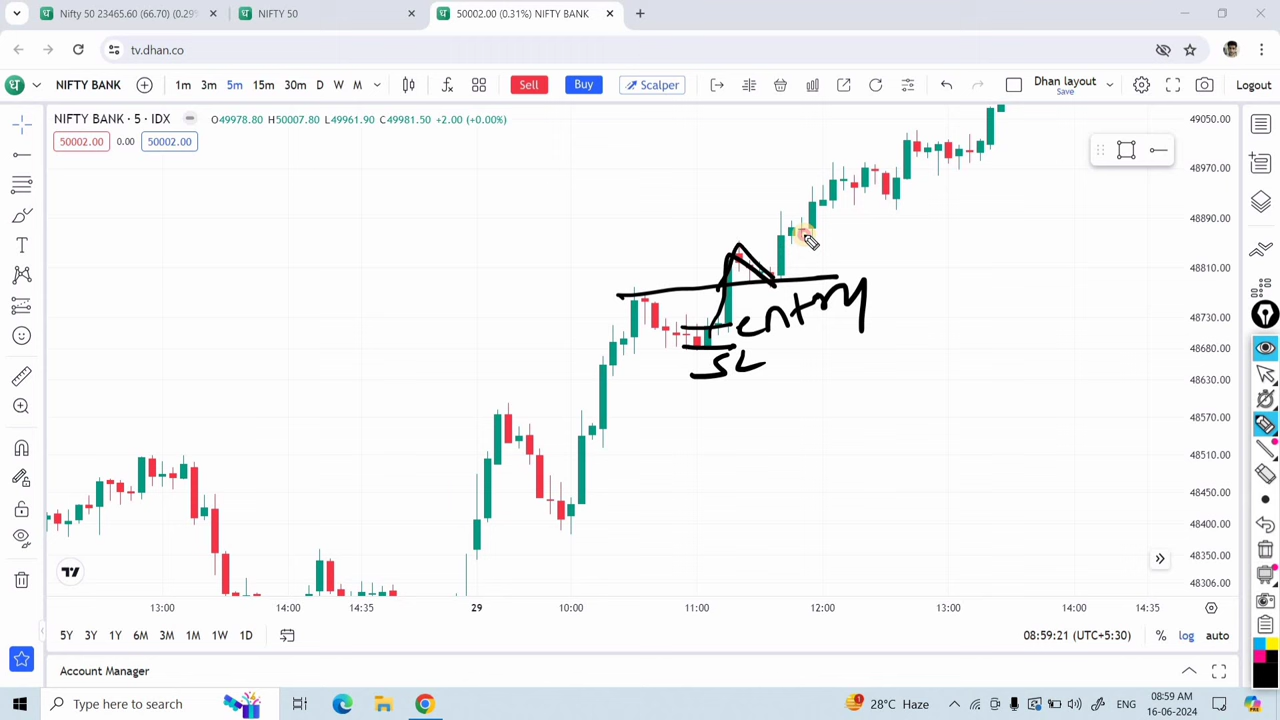 Nifty 50 23465.60 (66.70) (0.29%
NIFTY 50
50002.00 (0.31%) NIFTY BANK
tv.dhan.co
NIFTY BANK 1m 3m 5m 15m 30m D W M Sell Buy Scalper Dhan layout Save Logout
NIFTY BANK · 5 · IDX O49978.80 H50007.80 L49961.90 C49981.50 +2.00 (+0.00%)
50002.00 0.00 50002.00
49050.00
48970.00
48890.00
48810.00
48730.00
48680.00
48630.00
48570.00
48510.00
48450.00
48400.00
48350.00
48306.00
entry
SL
13:00 14:00 14:35 29 10:00 11:00 12:00 13:00 14:00 14:35
5Y 3Y 1Y 6M 3M 1M 1W 1D 08:59:21 (UTC+5:30) % log auto
Account Manager
Type here to search 28°C Haze ENG 08:59 AM
16-06-2024